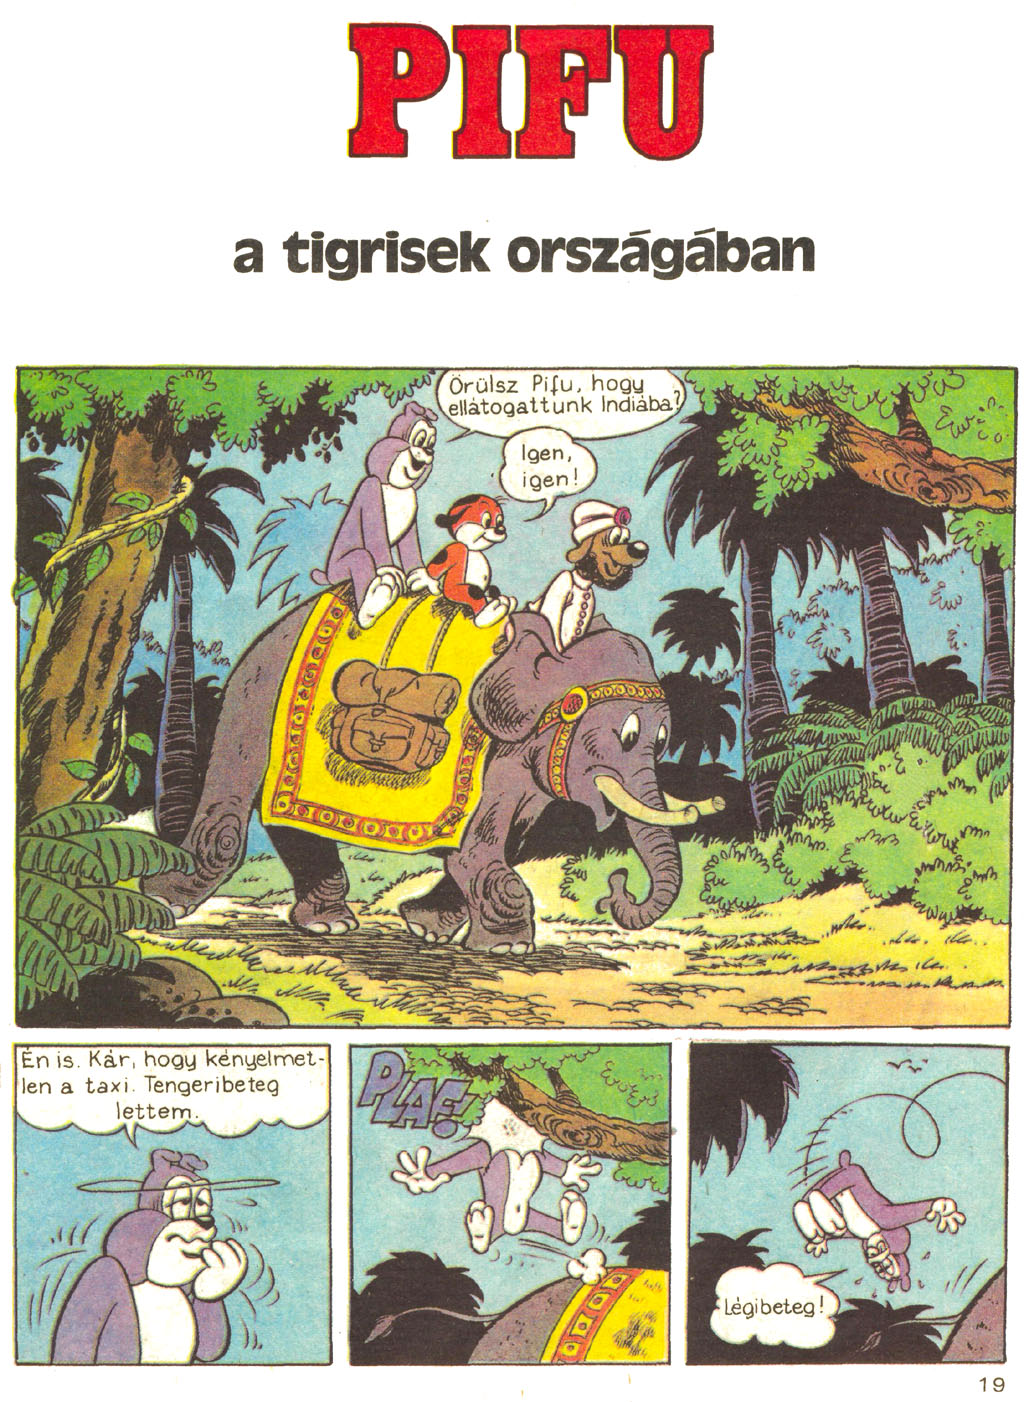 PIFU
a tigrisek országában
Örülsz Pifu, hogy
ellátogattunk Indiába?
Igen,
igen!
Én is. Kár, hogy kényelmet-
len a taxi. Tengeribeteg
lettem.
PLAF!
Légibeteg!
19